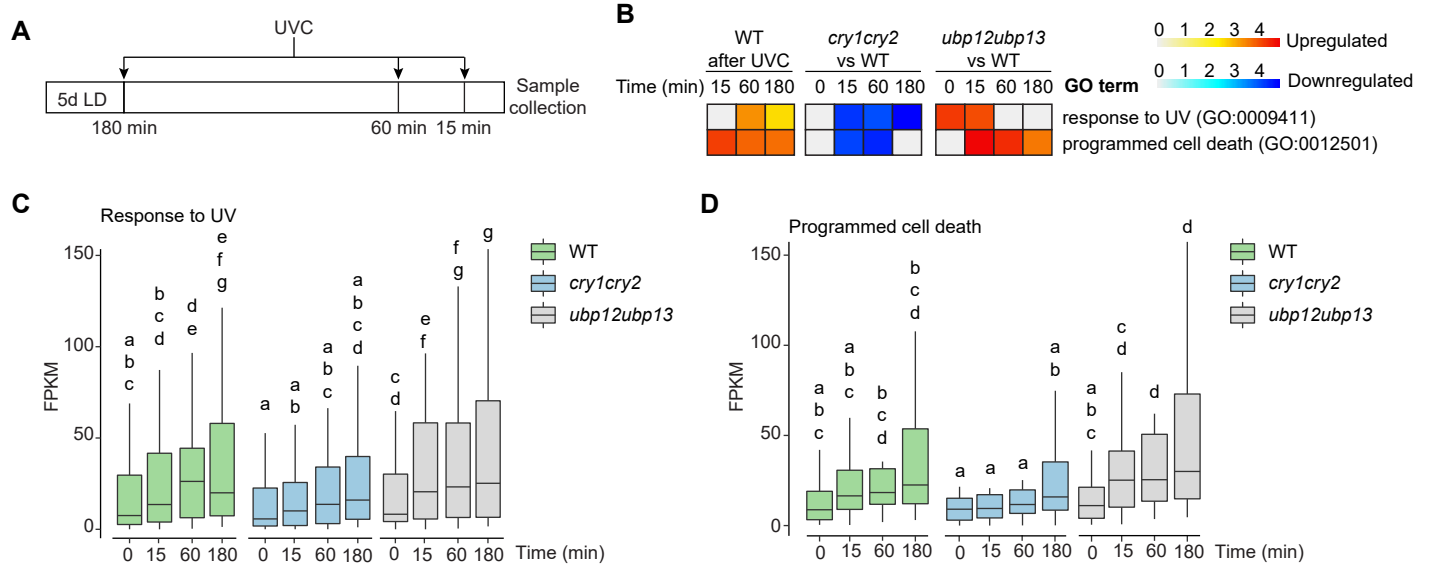 A
UVC
5d LD
Sample
collection
180 min
60 min
15 min
B
WT
after UVC
cry1cry2
vs WT
ubp12ubp13
vs WT
0 1 2 3 4
Upregulated
0 1 2 3 4
Downregulated
Time (min)
15 60 180
0 15 60 180
0 15 60 180
GO term
response to UV (GO:0009411)
programmed cell death (GO:0012501)
C
Response to UV
FPKM
150
100
50
0
a
b
c
b
c
d
d
e
e
f
g
a
a
b
a
b
c
a
b
c
d
c
d
e
f
f
g
g
WT
cry1cry2
ubp12ubp13
0 15 60 180
0 15 60 180
0 15 60 180
Time (min)
D
Programmed cell death
FPKM
150
100
50
0
a
b
c
a
b
c
b
c
d
b
c
d
a
a
a
a
b
a
b
c
c
d
d
d
WT
cry1cry2
ubp12ubp13
0 15 60 180
0 15 60 180
0 15 60 180
Time (min)